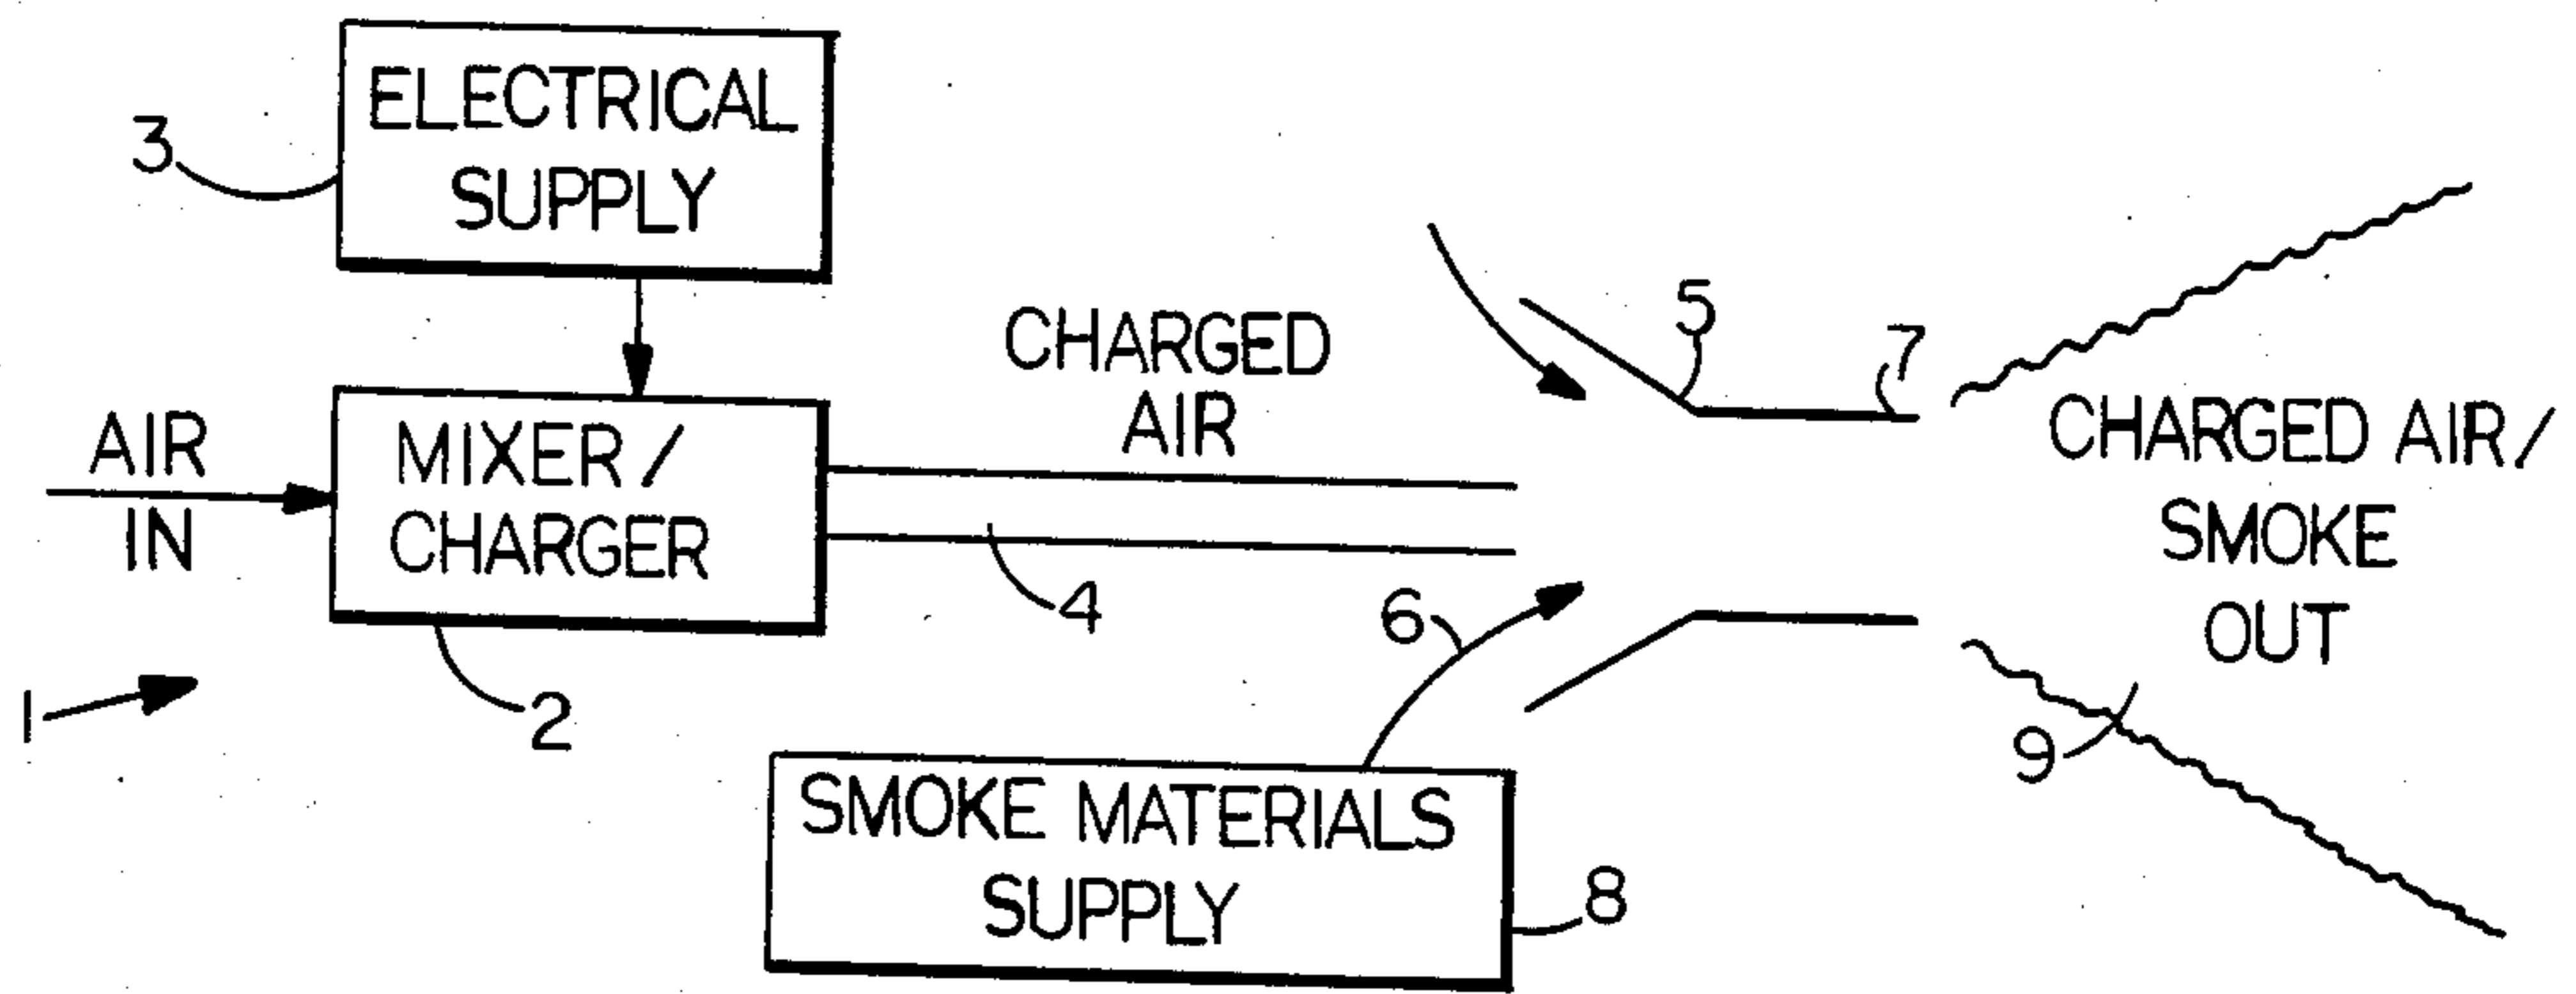 ELECTRICAL
SUPPLY
3
AIR
IN
MIXER/
CHARGER
CHARGED
AIR
5
7
CHARGED AIR/
SMOKE
OUT
4
6
1
2
9
SMOKE MATERIALS
SUPPLY
8